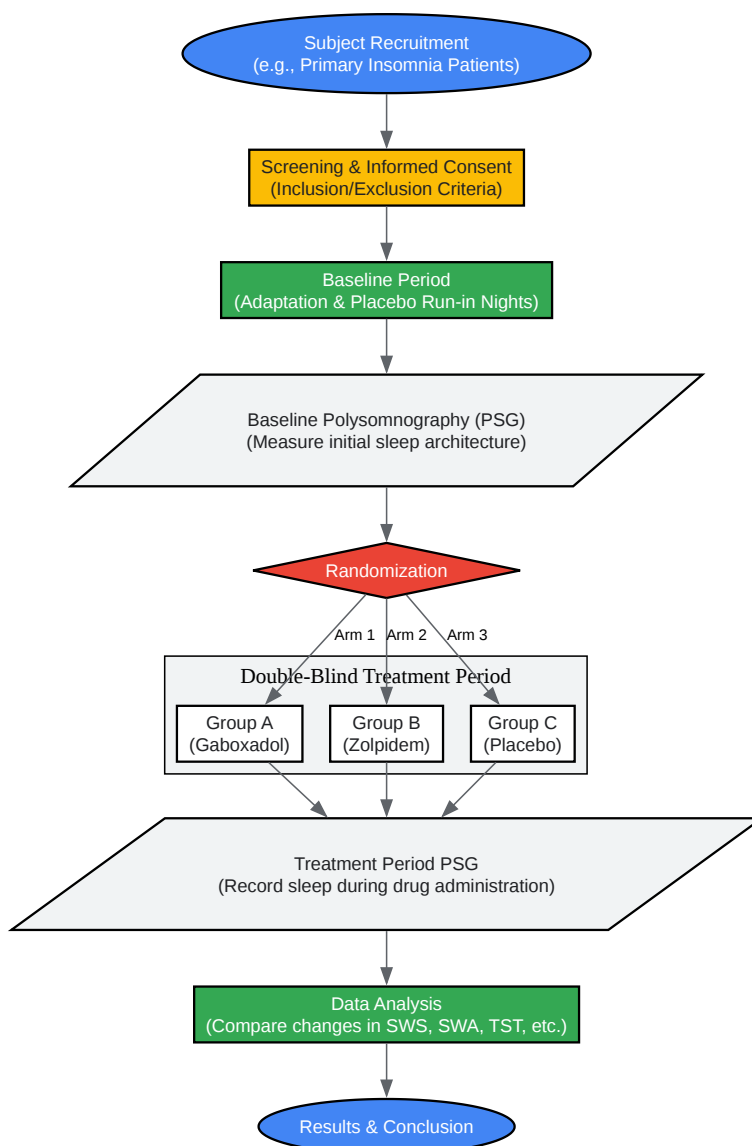 Subject Recruitment
(e.g., Primary Insomnia Patients)
Screening & Informed Consent
(Inclusion/Exclusion Criteria)
Baseline Period
(Adaptation & Placebo Run-in Nights)
Baseline Polysomnography (PSG)
(Measure initial sleep architecture)
Randomization
Arm 1
Arm 2
Arm 3
Double-Blind Treatment Period
Group A
(Gaboxadol)
Group B
(Zolpidem)
Group C
(Placebo)
Treatment Period PSG
(Record sleep during drug administration)
Data Analysis
(Compare changes in SWS, SWA, TST, etc.)
Results & Conclusion